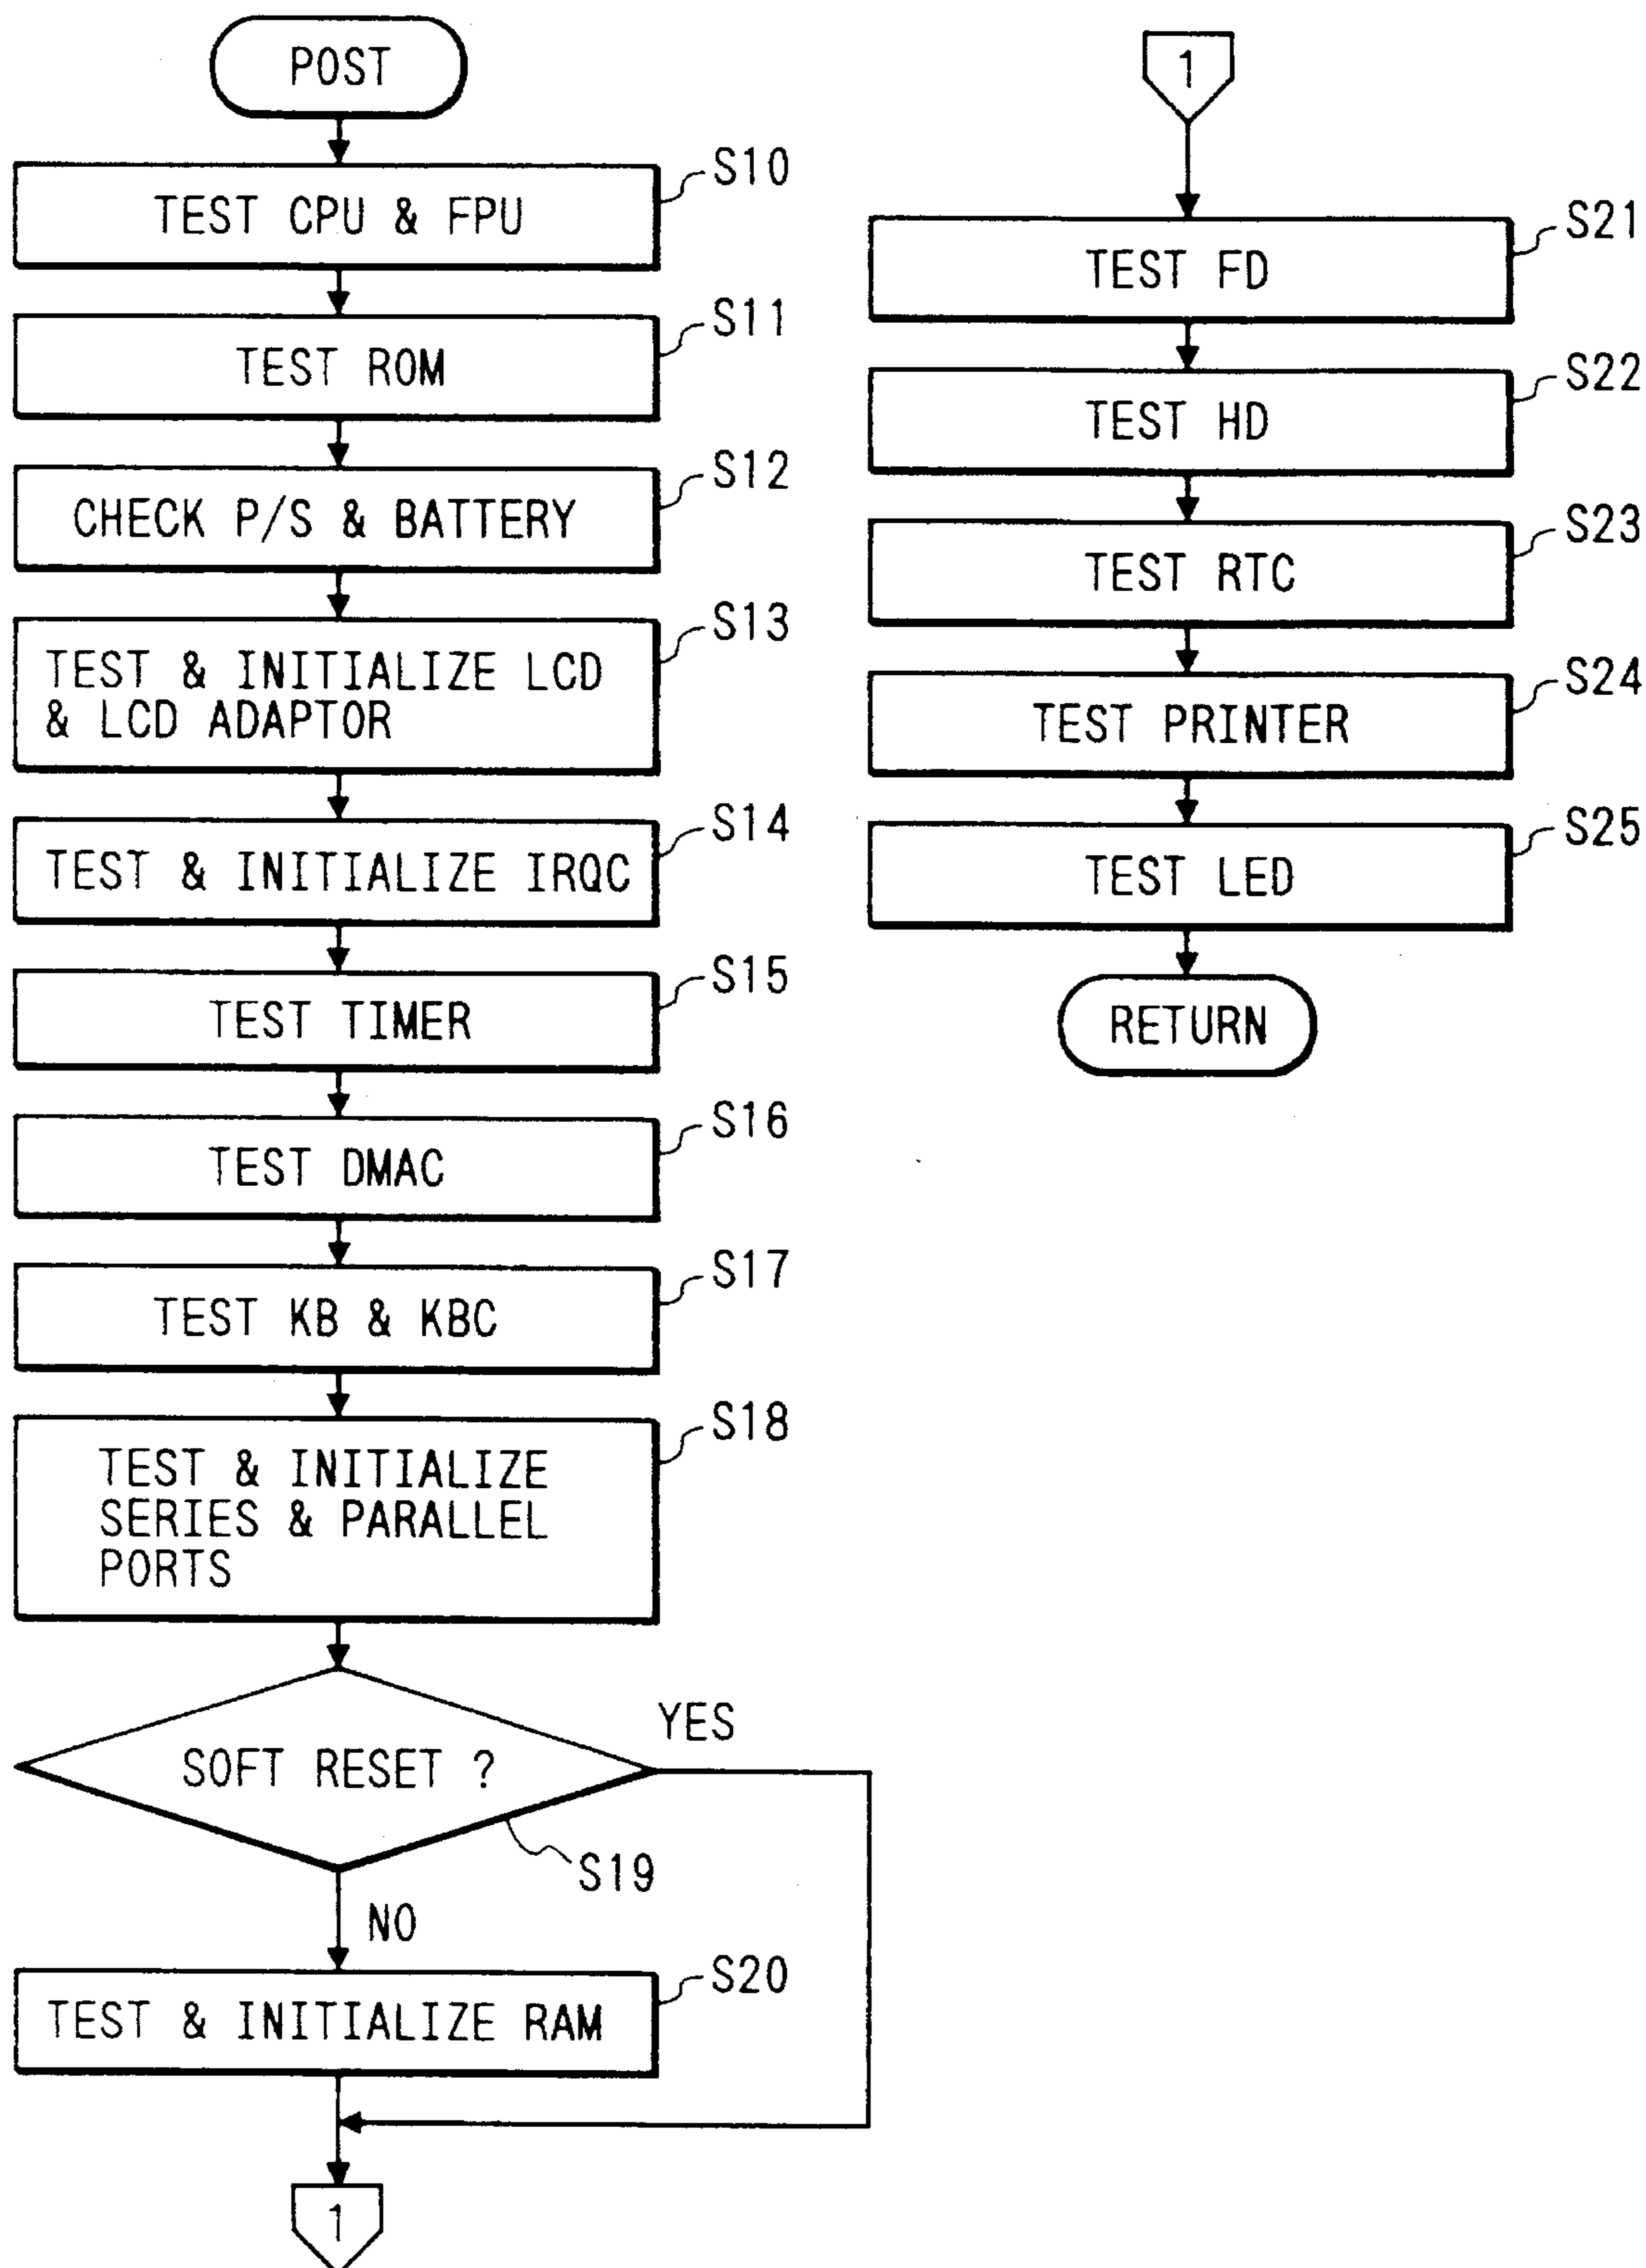 POST
S10
TEST CPU & FPU
S11
TEST ROM
S12
CHECK P/S & BATTERY
S13
TEST & INITIALIZE LCD
& LCD ADAPTOR
S14
TEST & INITIALIZE IRQC
S15
TEST TIMER
S16
TEST DMAC
S17
TEST KB & KBC
S18
TEST & INITIALIZE
SERIES & PARALLEL
PORTS
YES
SOFT RESET ?
S19
NO
S20
TEST & INITIALIZE RAM
1
1
S21
TEST FD
S22
TEST HD
S23
TEST RTC
S24
TEST PRINTER
S25
TEST LED
RETURN